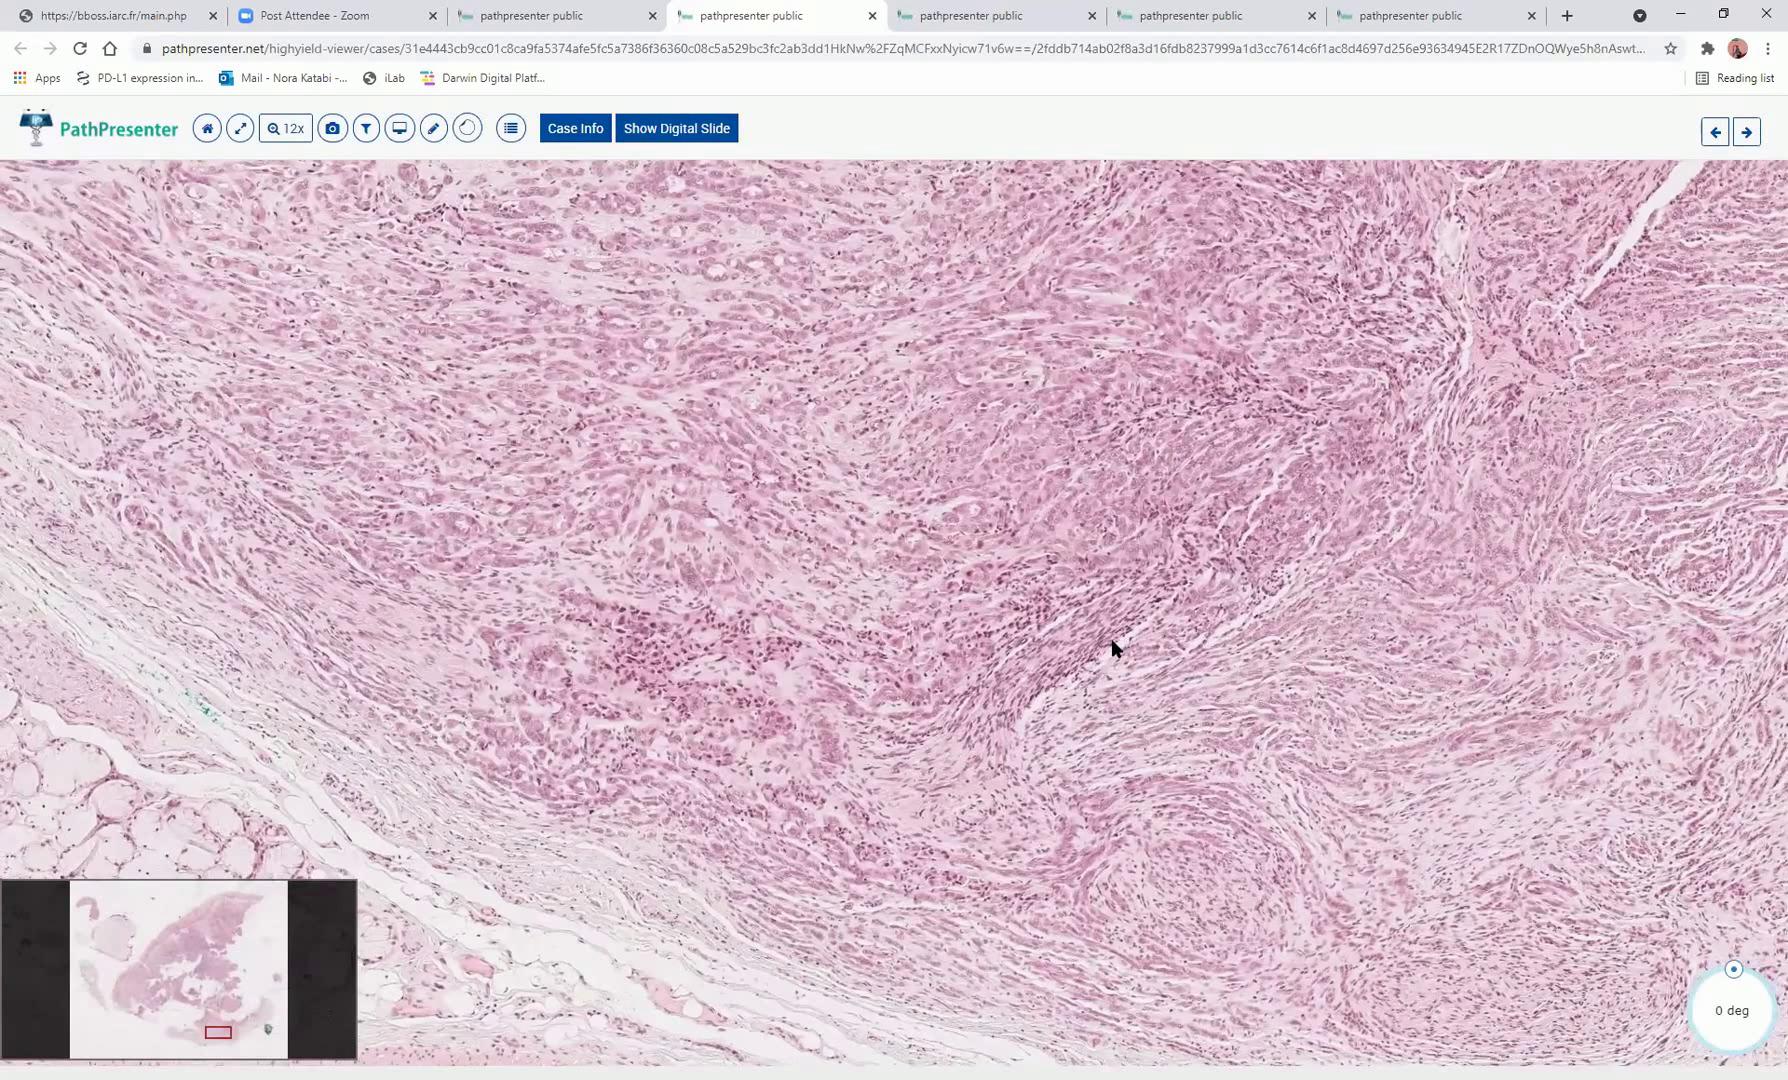 https://bboss.iarc.fr/main.php
Post Attendee - Zoom
pathpresenter public
pathpresenter public
pathpresenter public
pathpresenter public
pathpresenter public
pathpresenter.net/highyield-viewer/cases/31e4443cb9cc01c8ca9fa5374afe5fc5a7386f36360c08c5a529bc3fc2ab3dd1HkNw%2FZqMCFxxNyicw71v6w==/2fddb714ab02f8a3d16fdb8237999a1d3cc7614c6f1ac8d4697d256e93634945E2R17ZDnOQWye5h8nAswt...
Apps
PD-L1 expression in...
Mail - Nora Katabi -...
iLab
Darwin Digital Platf...
Reading list
PathPresenter
12x
Case Info
Show Digital Slide
0 deg